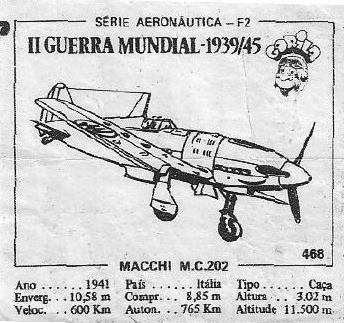 SÉRIE AERONÁUTICA - F2
II GUERRA MUNDIAL - 1939/45
468
MACCHI M.C.202
Ano . . . . 1941 País . . . . Itália Tipo . . . . Caça
Enverg. . . 10,58 m Compr. . . 8,85 m Altura . . . 3.02 m
Veloc. . . . 600 Km Auton. . . 765 Km Altitude 11.500 m